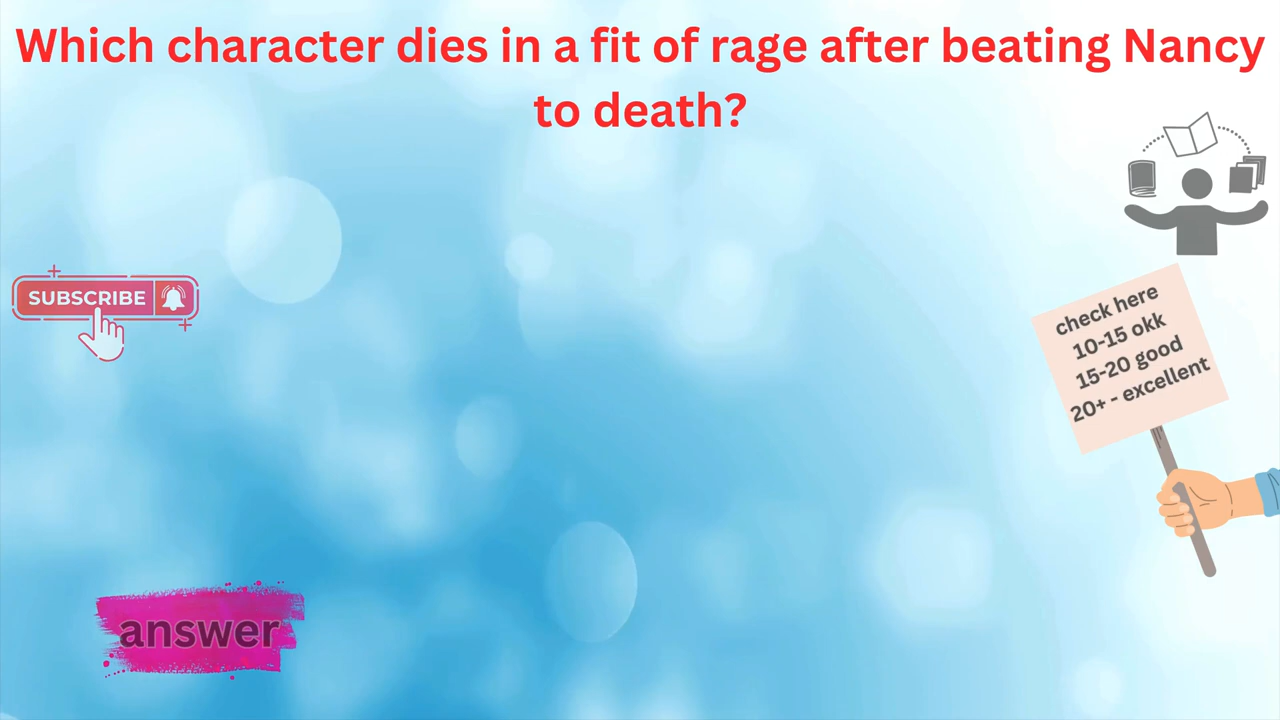 Which character dies in a fit of rage after beating Nancy
to death?
SUBSCRIBE
check here
10-15 okk
15-20 good
20+ - excellent
answer